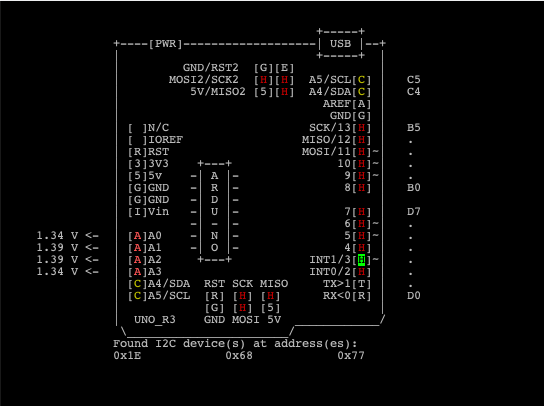 +-----+
+----[PWR]-------------------| USB |--+
| +-----+ |
| GND/RST2 [G][E] |
| MOSI2/SCK2 [H][H] A5/SCL[C] | C5
| 5V/MISO2 [5][H] A4/SDA[C] | C4
| AREF[A] |
| GND[G] |
| [ ]N/C SCK/13[H] | B5
| [ ]IOREF MISO/12[H] | .
| [R]RST MOSI/11[H]~| .
| [3]3V3 +---+ 10[H]~| .
| [5]5v -| A |- 9[H]~| .
| [G]GND -| R |- 8[H] | B0
| [G]GND -| D |- |
| [I]Vin -| U |- 7[H] | D7
| -| - |- 6[H]~| .
1.34 V <- | [A]A0 -| N |- 5[H]~| .
1.39 V <- | [A]A1 -| O |- 4[H] | .
1.39 V <- | [A]A2 +---+ INT1/3[H]~| .
1.34 V <- | [A]A3 INT0/2[H] | .
| [C]A4/SDA RST SCK MISO TX>1[T] | .
| [C]A5/SCL [R] [H] [H] RX<0[R] | D0
| [G] [H] [5] |
| UNO_R3 GND MOSI 5V ____________/
\_______________________/
Found I2C device(s) at address(es):
0x1E 0x68 0x77